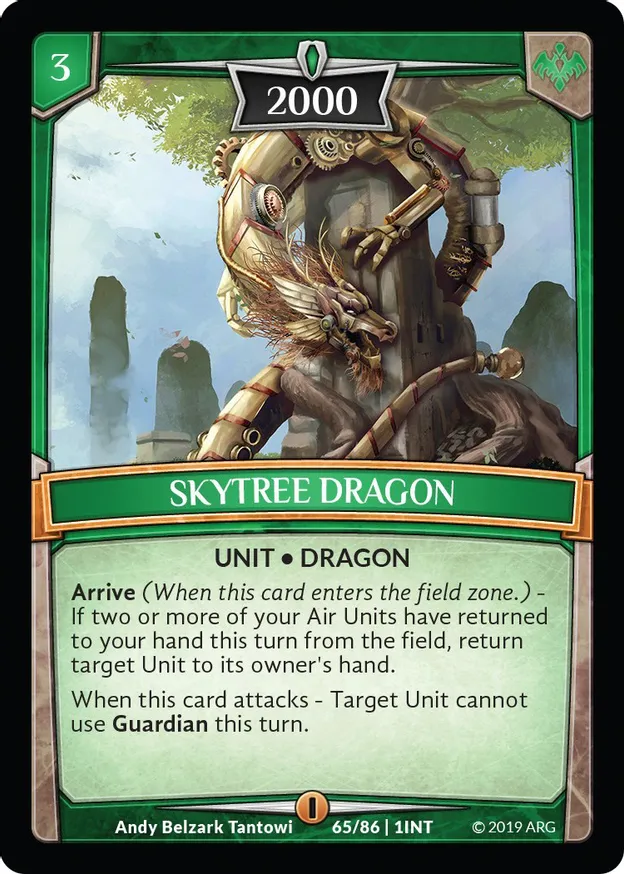 3
2000
SKYTREE DRAGON
UNIT • DRAGON
Arrive (When this card enters the field zone.) -
If two or more of your Air Units have returned
to your hand this turn from the field, return
target Unit to its owner's hand.
When this card attacks - Target Unit cannot
use Guardian this turn.
I
Andy Belzark Tantowi 65/86 | 1INT © 2019 ARG